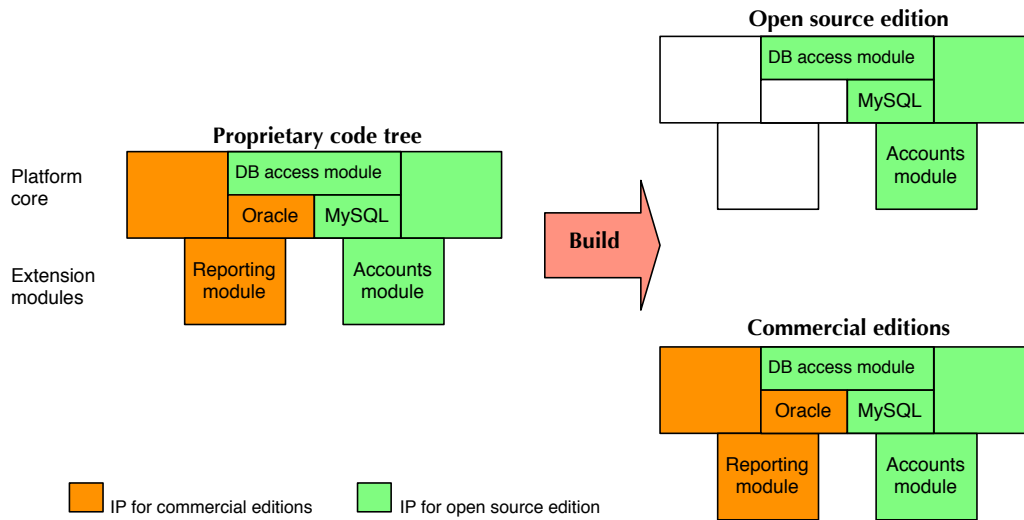 Open source edition
DB access module
MySQL
Accounts
module
Proprietary code tree
Platform
core
DB access module
Oracle
MySQL
Extension
modules
Reporting
module
Accounts
module
Build
Commercial editions
DB access module
Oracle
MySQL
Reporting
module
Accounts
module
IP for commercial editions
IP for open source edition